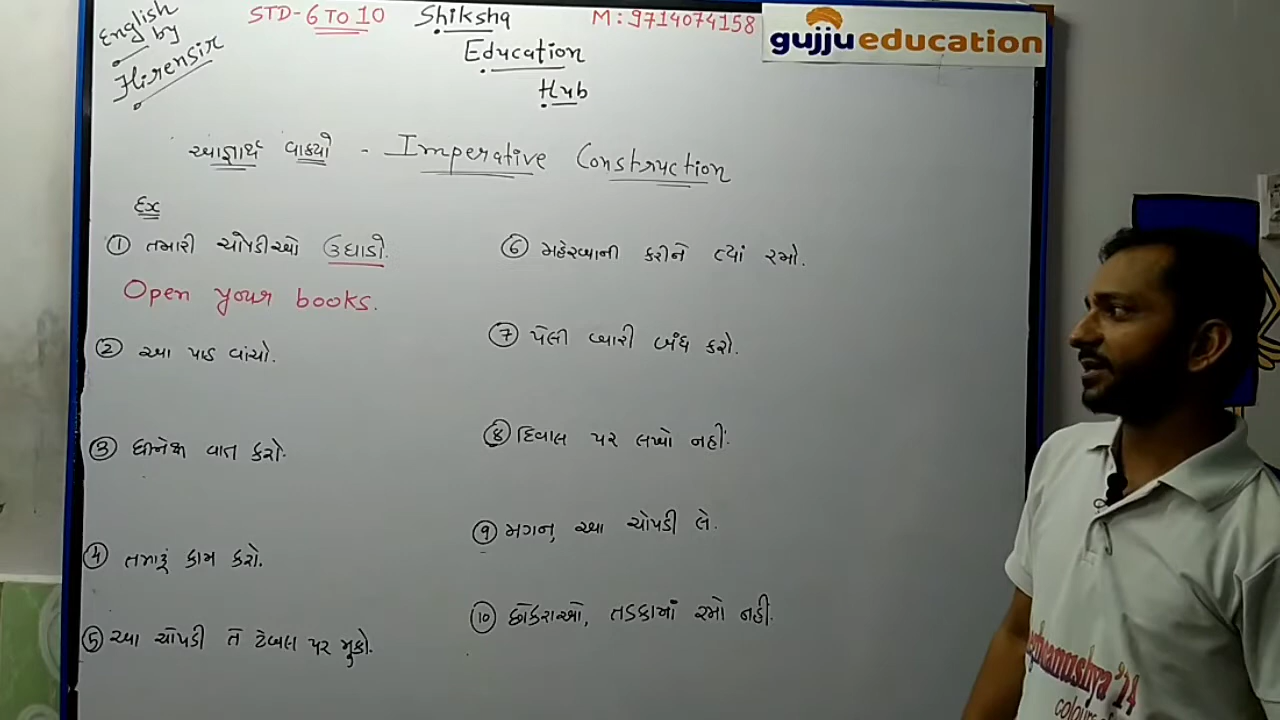 English by Hirensir
STD-6 TO 10
Shiksha
Education
Hub
M: 9714074158
gujjueducation
આજ્ઞાર્થ વાક્યો - Imperative Construction
Ex
① તમારી ચોપડીઓ ઉઘાડો.
Open your books.
② આ પાઠ વાંચો.
③ ધીમેથી વાત કરો.
④ તમારૂં કામ કરો.
⑤ આ ચોપડી તે ટેબલ પર મુકો.
⑥ મહેરબાની કરીને ત્યાં રમો.
⑦ પેલી બારી બંધ કરો.
⑧ દિવાલ પર લખો નહીં.
⑨ મગન, આ ચોપડી લે.
⑩ છોકરાઓ, તડકામાં રમો નહી.
colours